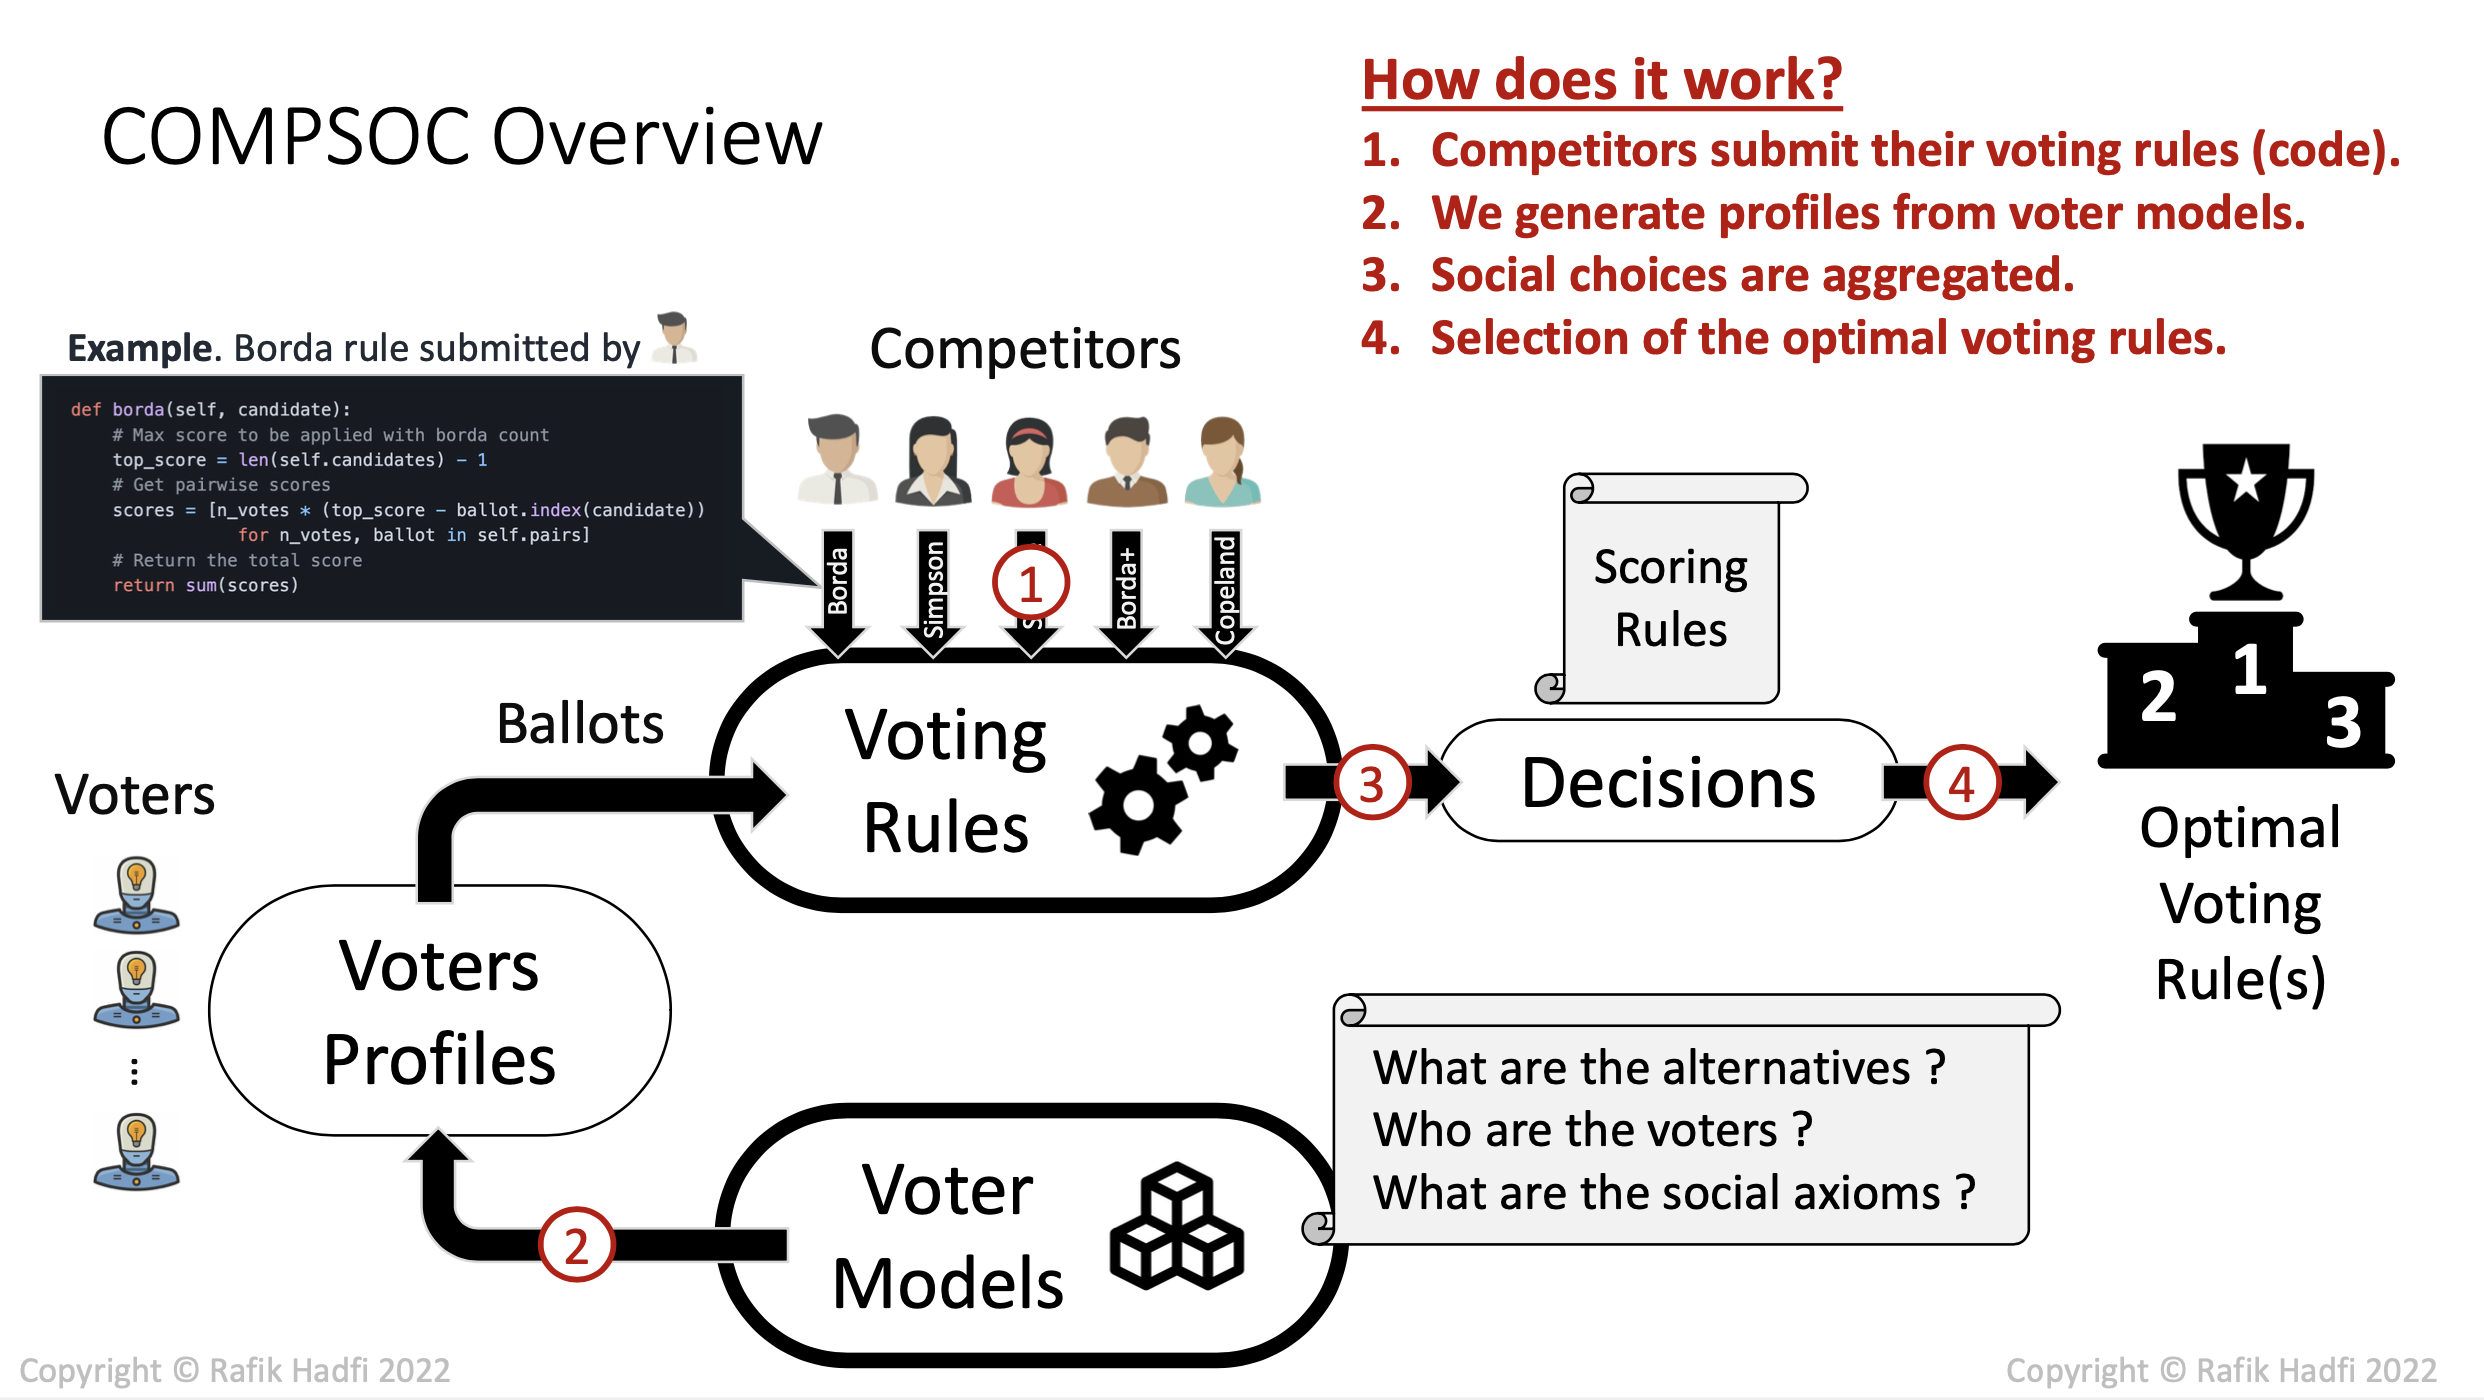 COMPSOC Overview
How does it work?
1. Competitors submit their voting rules (code).
2. We generate profiles from voter models.
3. Social choices are aggregated.
4. Selection of the optimal voting rules.
Example. Borda rule submitted by
def borda(self, candidate):
# Max score to be applied with borda count
top_score = len(self.candidates) - 1
# Get pairwise scores
scores = [n_votes * (top_score - ballot.index(candidate))
for n_votes, ballot in self.pairs]
# Return the total score
return sum(scores)
Competitors
Borda
Simpson
1
Borda+
Copeland
Scoring
Rules
Ballots
Voting
Rules
3
Decisions
4
1
2
3
Optimal
Voting
Rule(s)
Voters
Voters
Profiles
2
Voter
Models
What are the alternatives ?
Who are the voters ?
What are the social axioms ?
Copyright © Rafik Hadfi 2022
Copyright © Rafik Hadfi 2022